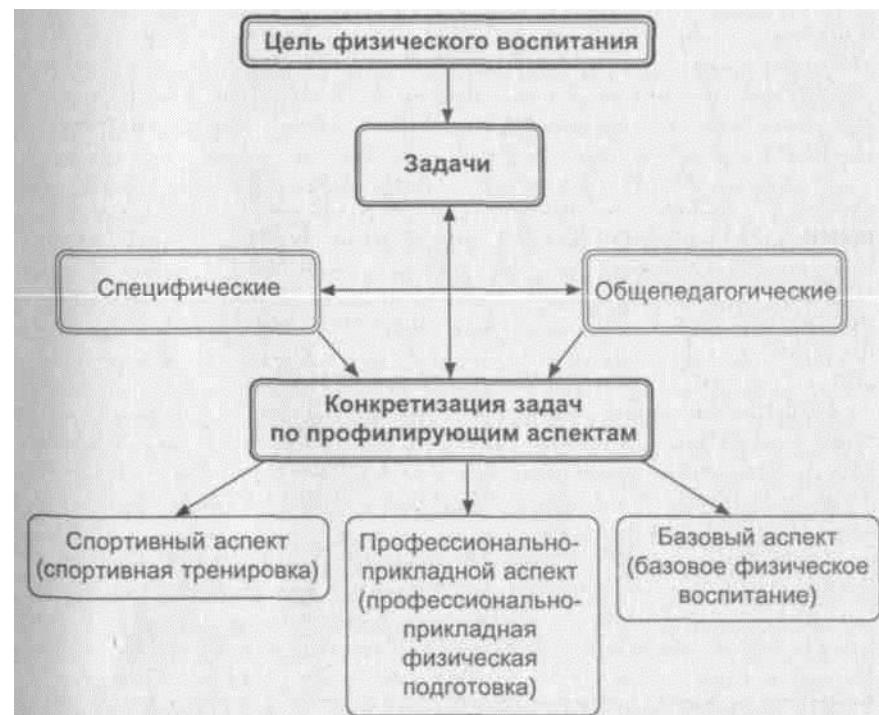 Цель физического воспитания
Задачи
Специфические
Общепедагогические
Конкретизация задач
по профилирующим аспектам
Спортивный аспект
(спортивная тренировка)
Профессионально-
прикладной аспект
(профессионально-
прикладная
физическая
подготовка)
Базовый аспект
(базовое физическое
воспитание)